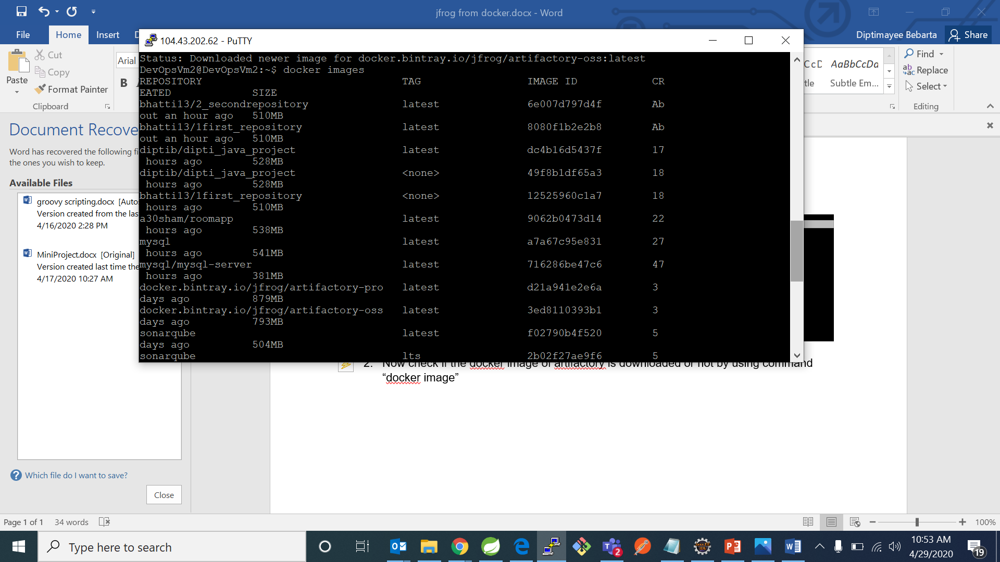 jfrog from docker.docx - Word
File
Home
Insert
D
Diptimayee Bebarta
Share
Paste
Cut
Copy
Format Painter
Clipboard
Arial
B
CcD
AaBbCcDa
tle
Subtle Em...
Find
Replace
Select
Editing
104.43.202.62 - PuTTY
Status: Downloaded newer image for docker.bintray.io/jfrog/artifactory-oss:latest
DevOpsVm2@DevOpsVm2:~$ docker images
REPOSITORY TAG IMAGE ID CR
EATED SIZE
bhatti13/2_secondrepository latest 6e007d797d4f Ab
out an hour ago 510MB
bhatti13/1first_repository latest 8080f1b2e2b8 Ab
out an hour ago 510MB
diptib/dipti_java_project latest dc4b16d5437f 17
hours ago 528MB
diptib/dipti_java_project <none> 49f8b1df65a3 18
hours ago 528MB
bhatti13/1first_repository <none> 12525960c1a7 18
hours ago 510MB
a30sham/roomapp latest 9062b0473d14 22
hours ago 538MB
mysql latest a7a67c95e831 27
hours ago 541MB
mysql/mysql-server latest 716286be47c6 47
hours ago 381MB
docker.bintray.io/jfrog/artifactory-pro latest d21a941e2e6a 3
days ago 879MB
docker.bintray.io/jfrog/artifactory-oss latest 3ed8110393b1 3
days ago 793MB
sonarqube latest f02790b4f520 5
days ago 504MB
sonarqube lts 2b02f27ae9f6 5
Document Recove
Word has recovered the following fi
the ones you wish to keep.
Available Files
groovy scripting.docx [Auto
Version created from the las
4/16/2020 2:28 PM
MiniProject.docx [Original]
Version created last time the
4/17/2020 10:27 AM
Which file do I want to save?
Close
2. Now check if the docker image of artifactory is downloaded or not by using command
“docker image”
Page 1 of 1
34 words
100%
Type here to search
10:53 AM
4/29/2020
2
19